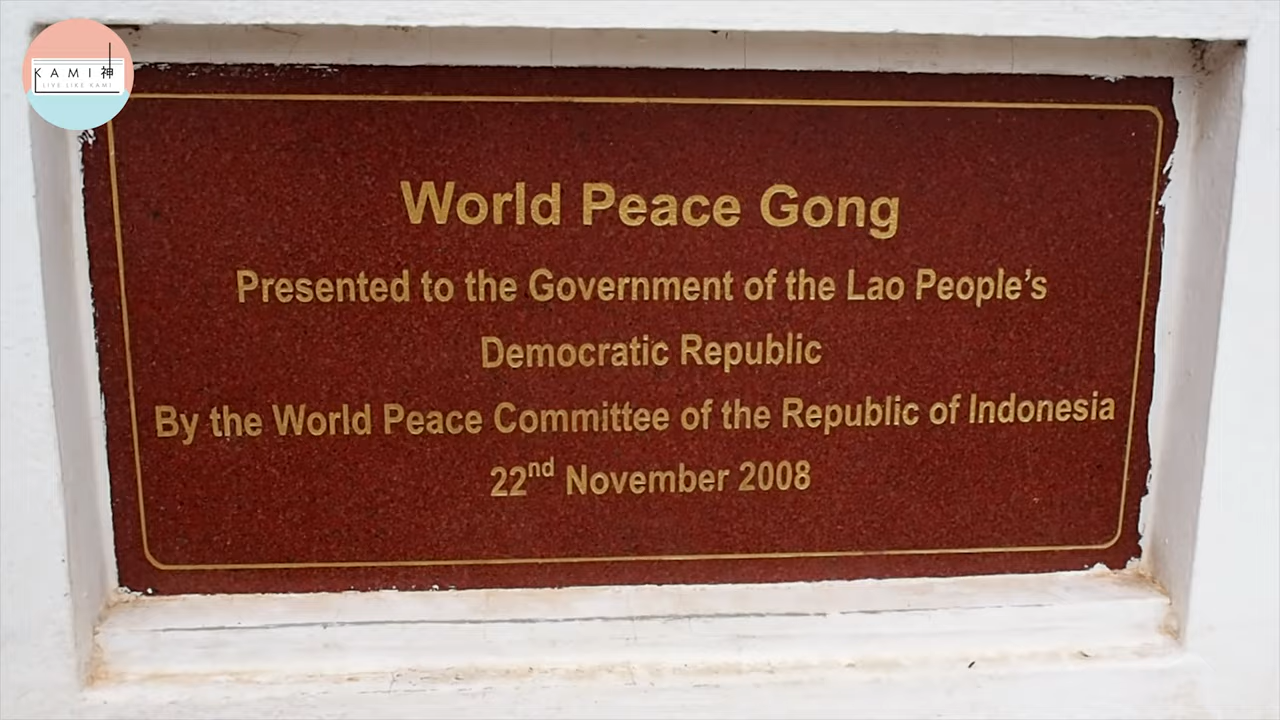 KAMI神
LIVE LIKE KAMI
World Peace Gong
Presented to the Government of the Lao People’s
Democratic Republic
By the World Peace Committee of the Republic of Indonesia
22nd November 2008